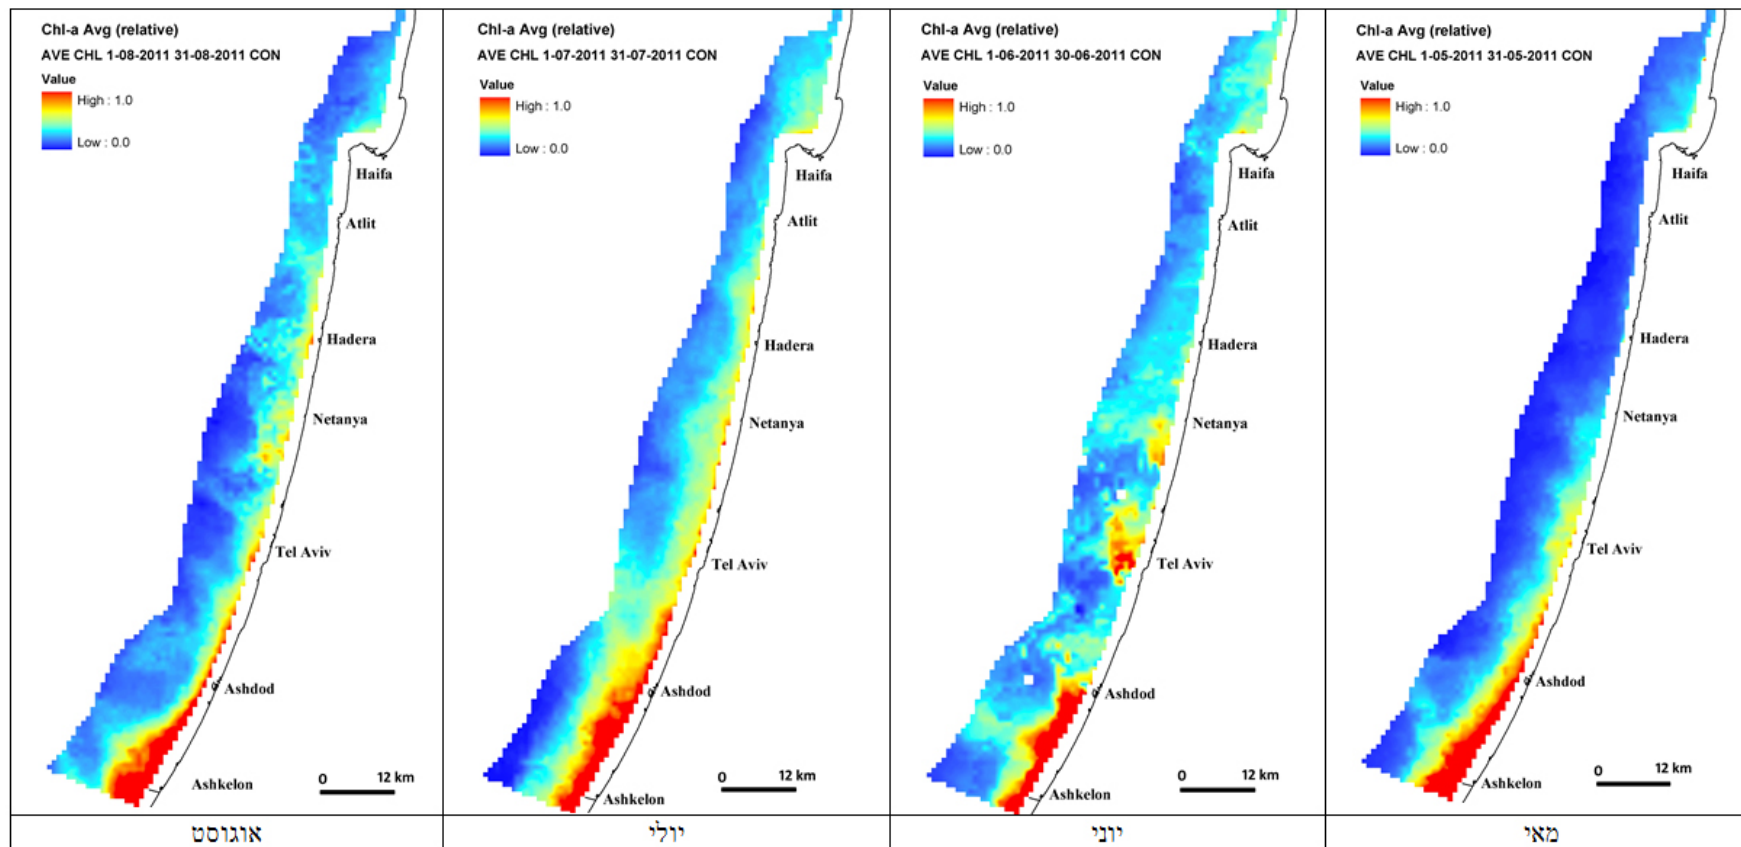 Chl-a Avg (relative)
AVE CHL 1-08-2011 31-08-2011 CON
Value
High : 1.0
Low : 0.0
Haifa
Atlit
Hadera
Netanya
Tel Aviv
Ashdod
Ashkelon
0 12 km
אוגוסט
Chl-a Avg (relative)
AVE CHL 1-07-2011 31-07-2011 CON
Value
High : 1.0
Low : 0.0
Haifa
Atlit
Hadera
Netanya
Tel Aviv
Ashdod
0 12 km
Ashkelon
יולי
Chl-a Avg (relative)
AVE CHL 1-06-2011 30-06-2011 CON
Value
High : 1.0
Low : 0.0
Haifa
Atlit
Hadera
Netanya
Tel Aviv
Ashdod
0 12 km
Ashkelon
יוני
Chl-a Avg (relative)
AVE CHL 1-05-2011 31-05-2011 CON
Value
High : 1.0
Low : 0.0
Haifa
Atlit
Hadera
Netanya
Tel Aviv
Ashdod
0 12 km
Ashkelon
מאי